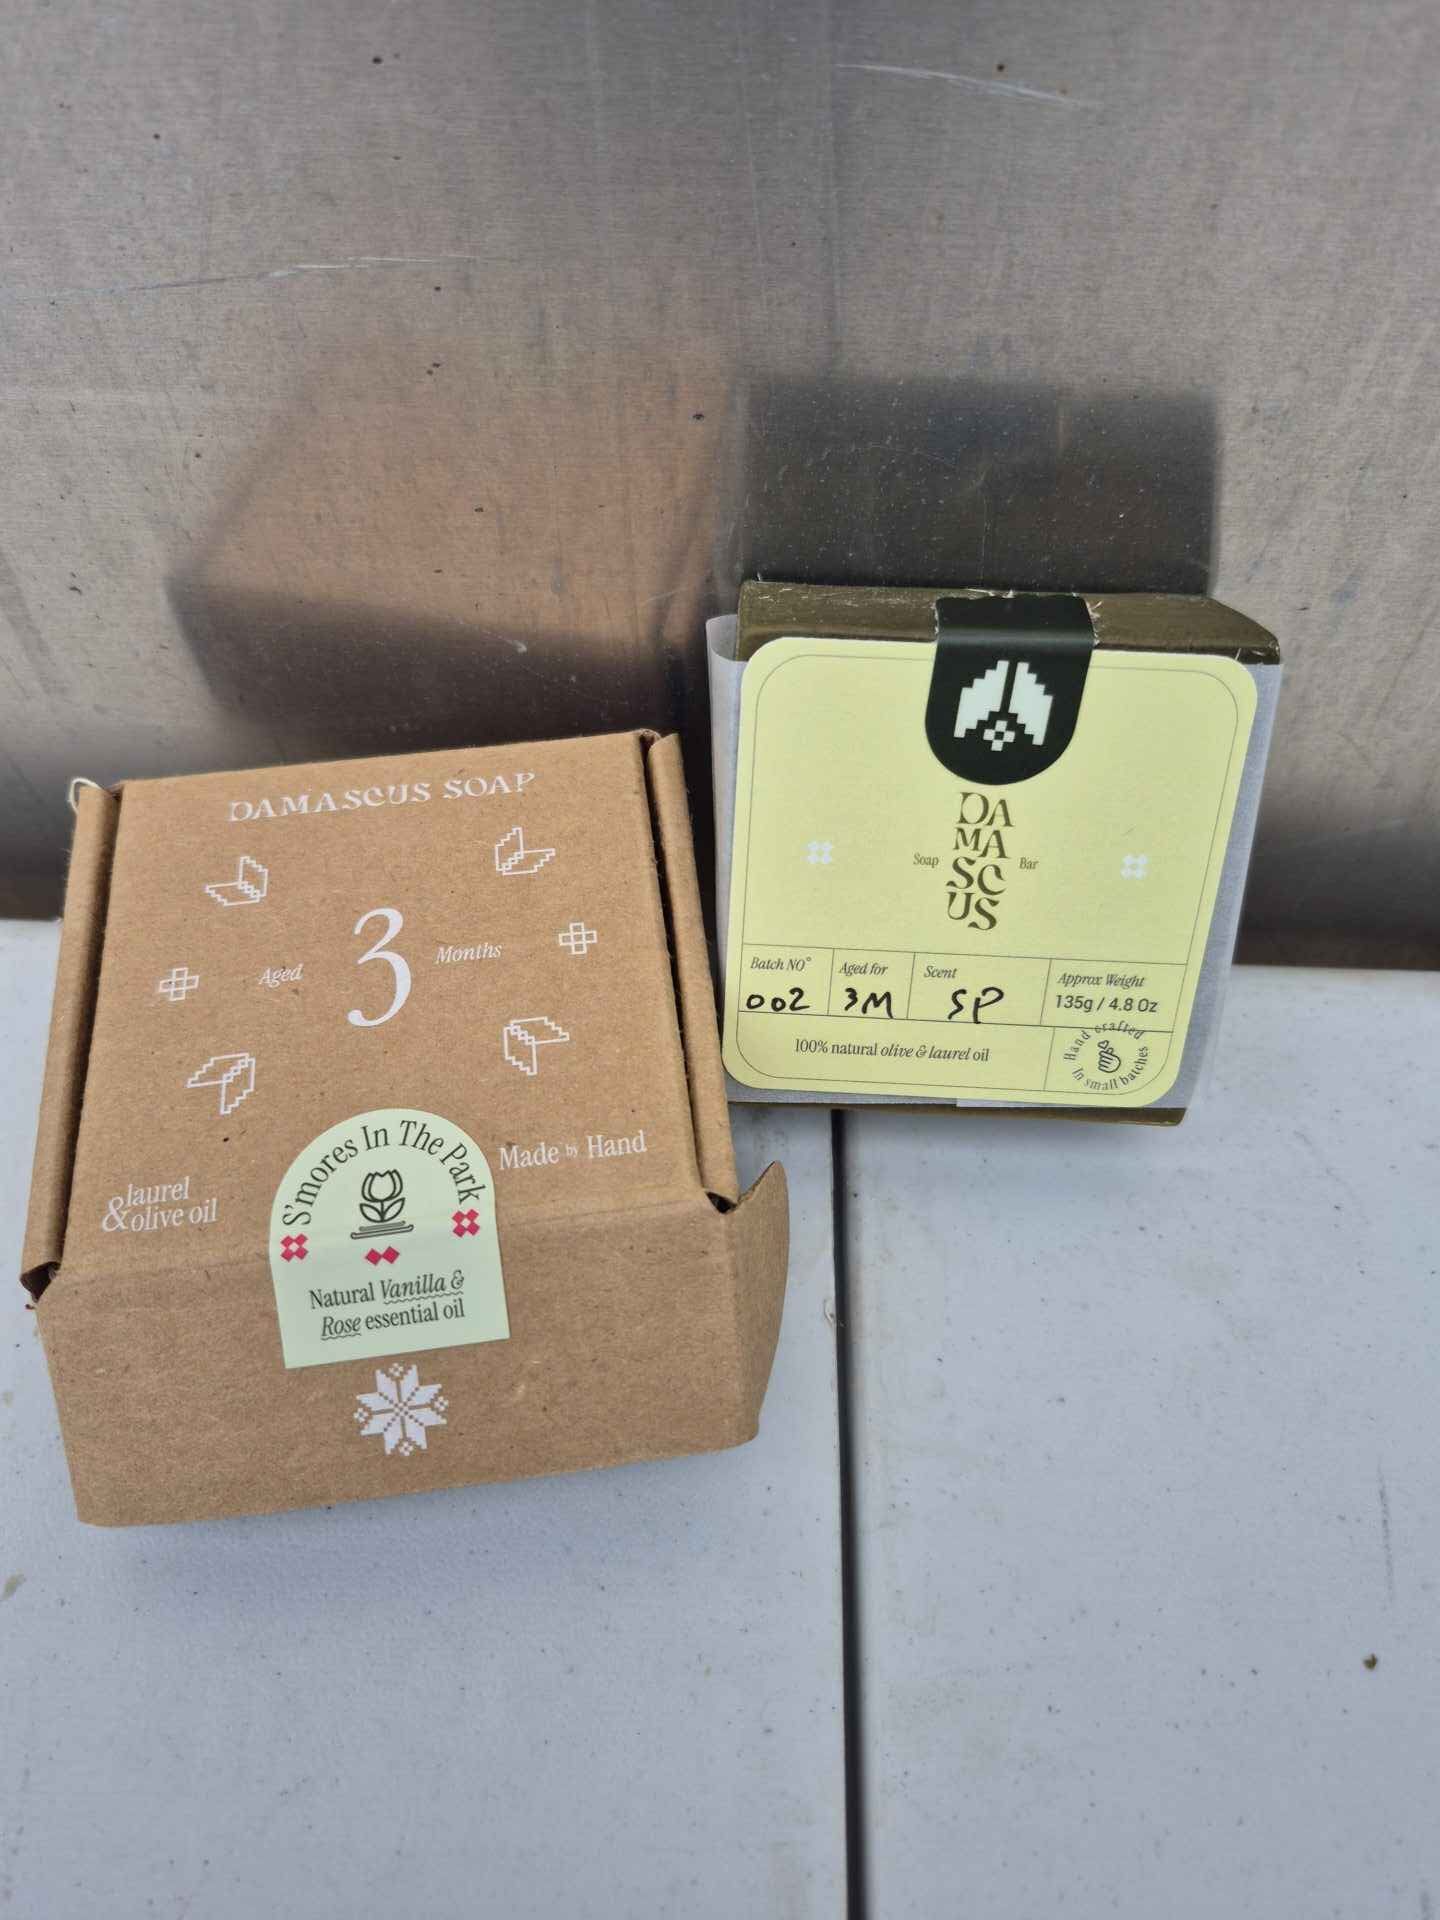 DAMASCUS SOAP
Aged 3 Months
laurel
& olive oil
Made by Hand
S'mores In The Park
Natural Vanilla &
Rose essential oil
DA
MA
Soap SC Bar
US
Batch NO° Aged for Scent Approx Weight
002 3M SP 135g / 4.8 Oz
100% natural olive & laurel oil
Hand crafted
In small batches